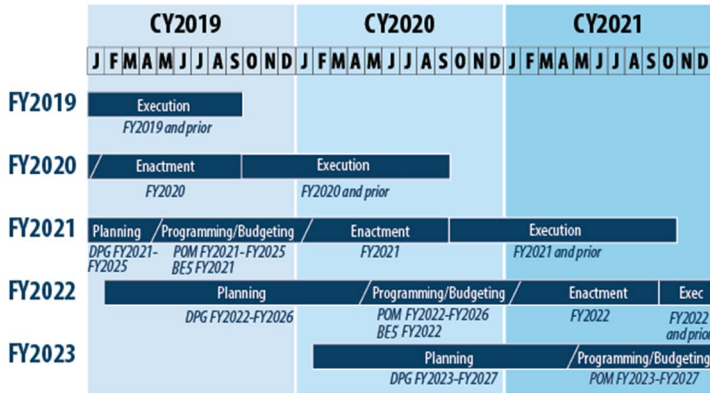 CY2019 CY2020 CY2021
J F M A M J J A S O N D J F M A M J J A S O N D J F M A M J J A S O N D
FY2019 Execution
FY2019 and prior
FY2020 Enactment Execution
FY2020 FY2020 and prior
FY2021 Planning Programming/Budgeting Enactment Execution
DPG FY2021- POM FY2021-FY2025 FY2021 FY2021 and prior
FY2025 BES FY2021
FY2022 Planning Programming/Budgeting Enactment Exec
DPG FY2022-FY2026 POM FY2022-FY2026 FY2022 FY2022
BES FY2022 and prior
FY2023 Planning Programming/Budgeting
DPG FY2023-FY2027 POM FY2023-FY2027